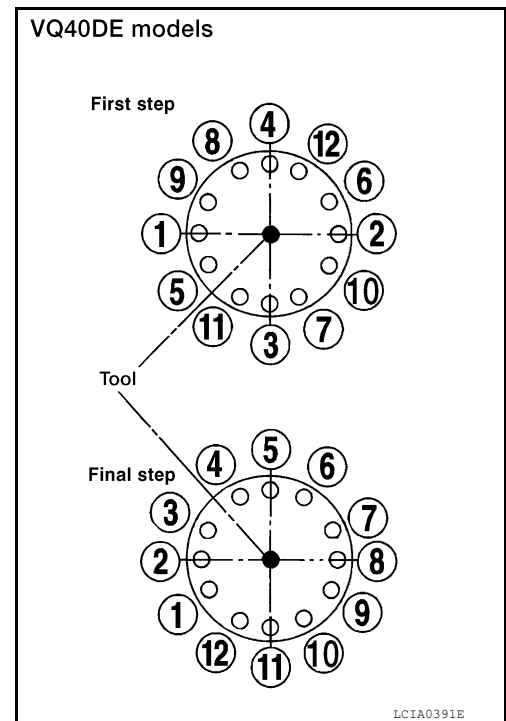 VQ40DE models
First step
4
8 12
9 6
1 2
5 10
11 7
3
Tool
Final step
5
4 6
3 7
2 8
1 9
12 10
11
LCIA0391E